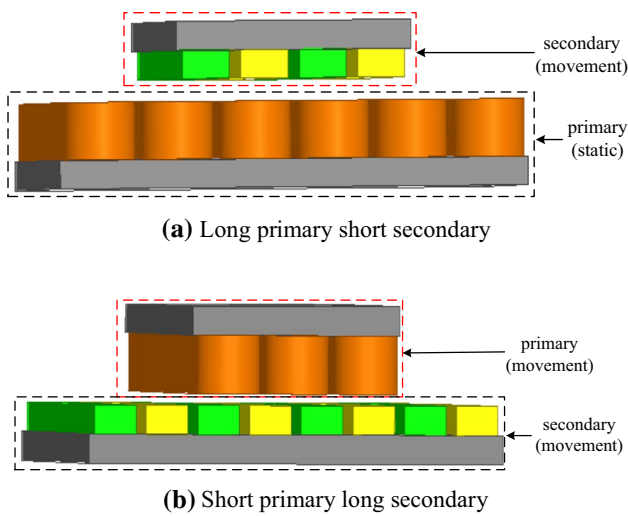 secondary
(movement)
primary
(static)
(a) Long primary short secondary
primary
(movement)
secondary
(movement)
(b) Short primary long secondary